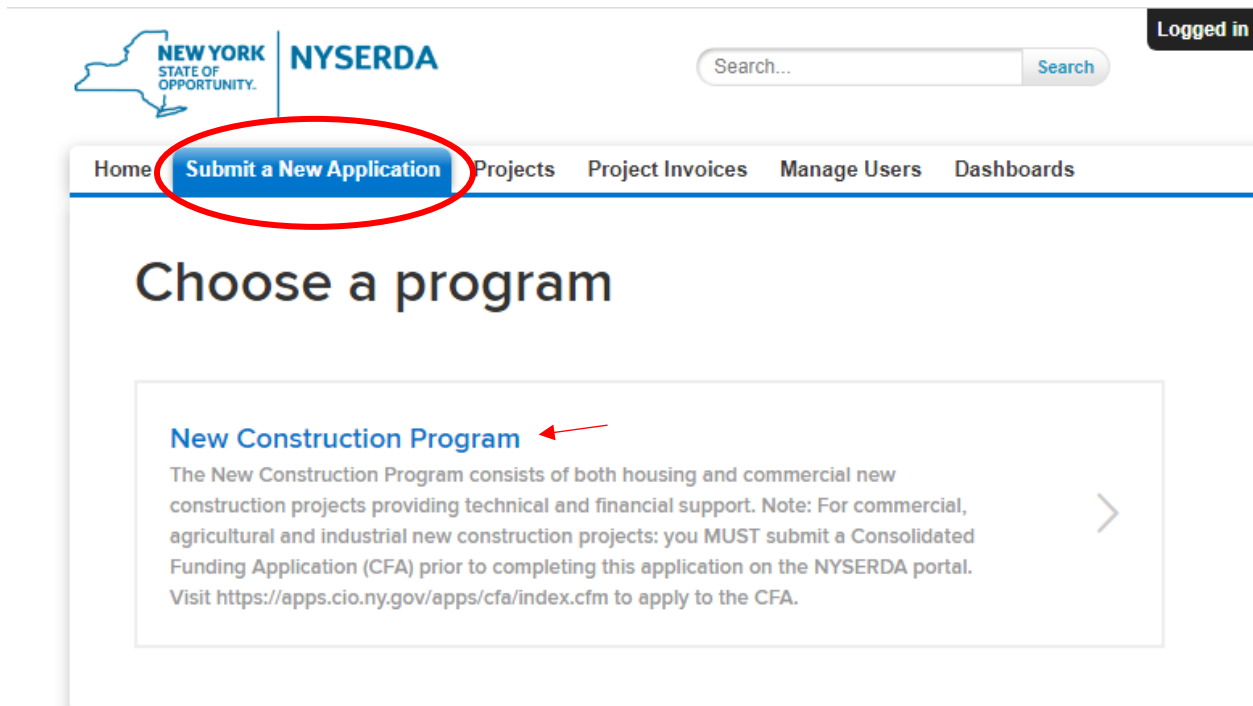 Logged in
NEW YORK
STATE OF
OPPORTUNITY.
NYSERDA
Search...
Search
Home Submit a New Application Projects Project Invoices Manage Users Dashboards
Choose a program
New Construction Program
The New Construction Program consists of both housing and commercial new
construction projects providing technical and financial support. Note: For commercial,
agricultural and industrial new construction projects: you MUST submit a Consolidated
Funding Application (CFA) prior to completing this application on the NYSERDA portal.
Visit https://apps.cio.ny.gov/apps/cfa/index.cfm to apply to the CFA.